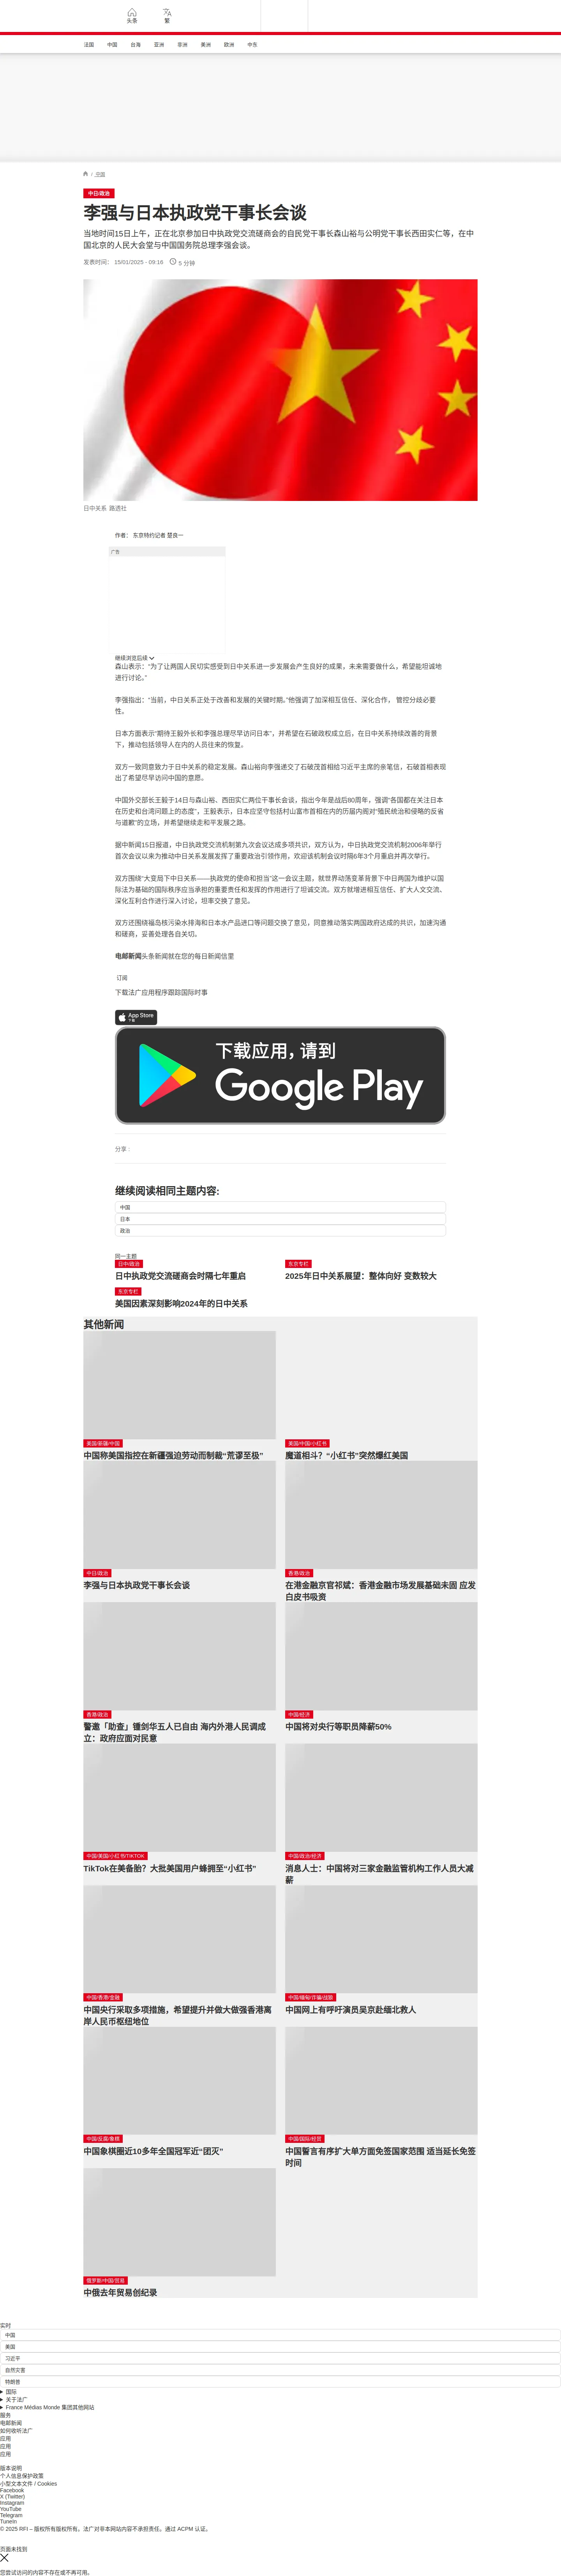 头条
繁
法国 中国 台海 亚洲 非洲 美洲 欧洲 中东
/ 中国
中日/政治
李强与日本执政党干事长会谈
当地时间15日上午，正在北京参加日中执政党交流磋商会的自民党干事长森山裕与公明党干事长西田实仁等，在中
国北京的人民大会堂与中国国务院总理李强会谈。
发表时间： 15/01/2025 - 09:16 5 分钟
日中关系 路透社
作者： 东京特约记者 楚良一
广告
继续浏览后续
森山表示：“为了让两国人民切实感受到日中关系进一步发展会产生良好的成果，未来需要做什么，希望能坦诚地
进行讨论。”
李强指出：“当前，中日关系正处于改善和发展的关键时期。”他强调了加深相互信任、深化合作， 管控分歧必要
性。
日本方面表示“期待王毅外长和李强总理尽早访问日本”，并希望在石破政权成立后，在日中关系持续改善的背景
下，推动包括领导人在内的人员往来的恢复。
双方一致同意致力于日中关系的稳定发展。森山裕向李强递交了石破茂首相给习近平主席的亲笔信，石破首相表现
出了希望尽早访问中国的意愿。
中国外交部长王毅于14日与森山裕、西田实仁两位干事长会谈，指出今年是战后80周年，强调“各国都在关注日本
在历史和台湾问题上的态度”，王毅表示，日本应坚守包括村山富市首相在内的历届内阁对“殖民统治和侵略的反省
与道歉”的立场，并希望继续走和平发展之路。
据中新网15日报道，中日执政党交流机制第九次会议达成多项共识，双方认为，中日执政党交流机制2006年举行
首次会议以来为推动中日关系发展发挥了重要政治引领作用，欢迎该机制会议时隔6年3个月重启并再次举行。
双方围绕“大变局下中日关系——执政党的使命和担当”这一会议主题，就世界动荡变革背景下中日两国为维护以国
际法为基础的国际秩序应当承担的重要责任和发挥的作用进行了坦诚交流。双方就增进相互信任、扩大人文交流、
深化互利合作进行深入讨论，坦率交换了意见。
双方还围绕福岛核污染水排海和日本水产品进口等问题交换了意见，同意推动落实两国政府达成的共识，加速沟通
和磋商，妥善处理各自关切。
电邮新闻头条新闻就在您的每日新闻信里
订阅
下载法广应用程序跟踪国际时事
App Store
下载
下载应用，请到
Google Play
分享 :
继续阅读相同主题内容:
中国
日本
政治
同一主题
日中/政治
日中执政党交流磋商会时隔七年重启
东京专栏
2025年日中关系展望：整体向好 变数较大
东京专栏
美国因素深刻影响2024年的日中关系
其他新闻
美国/新疆/中国
中国称美国指控在新疆强迫劳动而制裁“荒谬至极”
美国/中国/小红书
魔道相斗？“小红书”突然爆红美国
中日/政治
李强与日本执政党干事长会谈
香港/政治
在港金融京官祁斌：香港金融市场发展基础未固 应发
白皮书吸资
香港/政治
警邀「助查」锺剑华五人已自由 海内外港人民调成
立：政府应面对民意
中国/经济
中国将对央行等职员降薪50%
中国/美国/小红书/TIKTOK
TikTok在美备胎？大批美国用户蜂拥至“小红书”
中国/政治/经济
消息人士：中国将对三家金融监管机构工作人员大减
薪
中国/香港/金融
中国央行采取多项措施，希望提升并做大做强香港离
岸人民币枢纽地位
中国/缅甸/诈骗/战狼
中国网上有呼吁演员吴京赴缅北救人
中国/反腐/象棋
中国象棋圈近10多年全国冠军近“团灭”
中国/国际/经贸
中国誓言有序扩大单方面免签国家范围 适当延长免签
时间
俄罗斯/中国/贸易
中俄去年贸易创纪录
实时
中国
美国
习近平
自然灾害
特朗普
国际
关于法广
France Médias Monde 集团其他网站
服务
电邮新闻
如何收听法广
应用
应用
应用
版本说明
个人信息保护政策
小型文本文件 / Cookies
Facebook
X (Twitter)
Instagram
YouTube
Telegram
TuneIn
© 2025 RFI – 版权所有版权所有。法广对非本网站内容不承担责任。通过 ACPM 认证。
页面未找到
您尝试访问的内容不存在或不再可用。